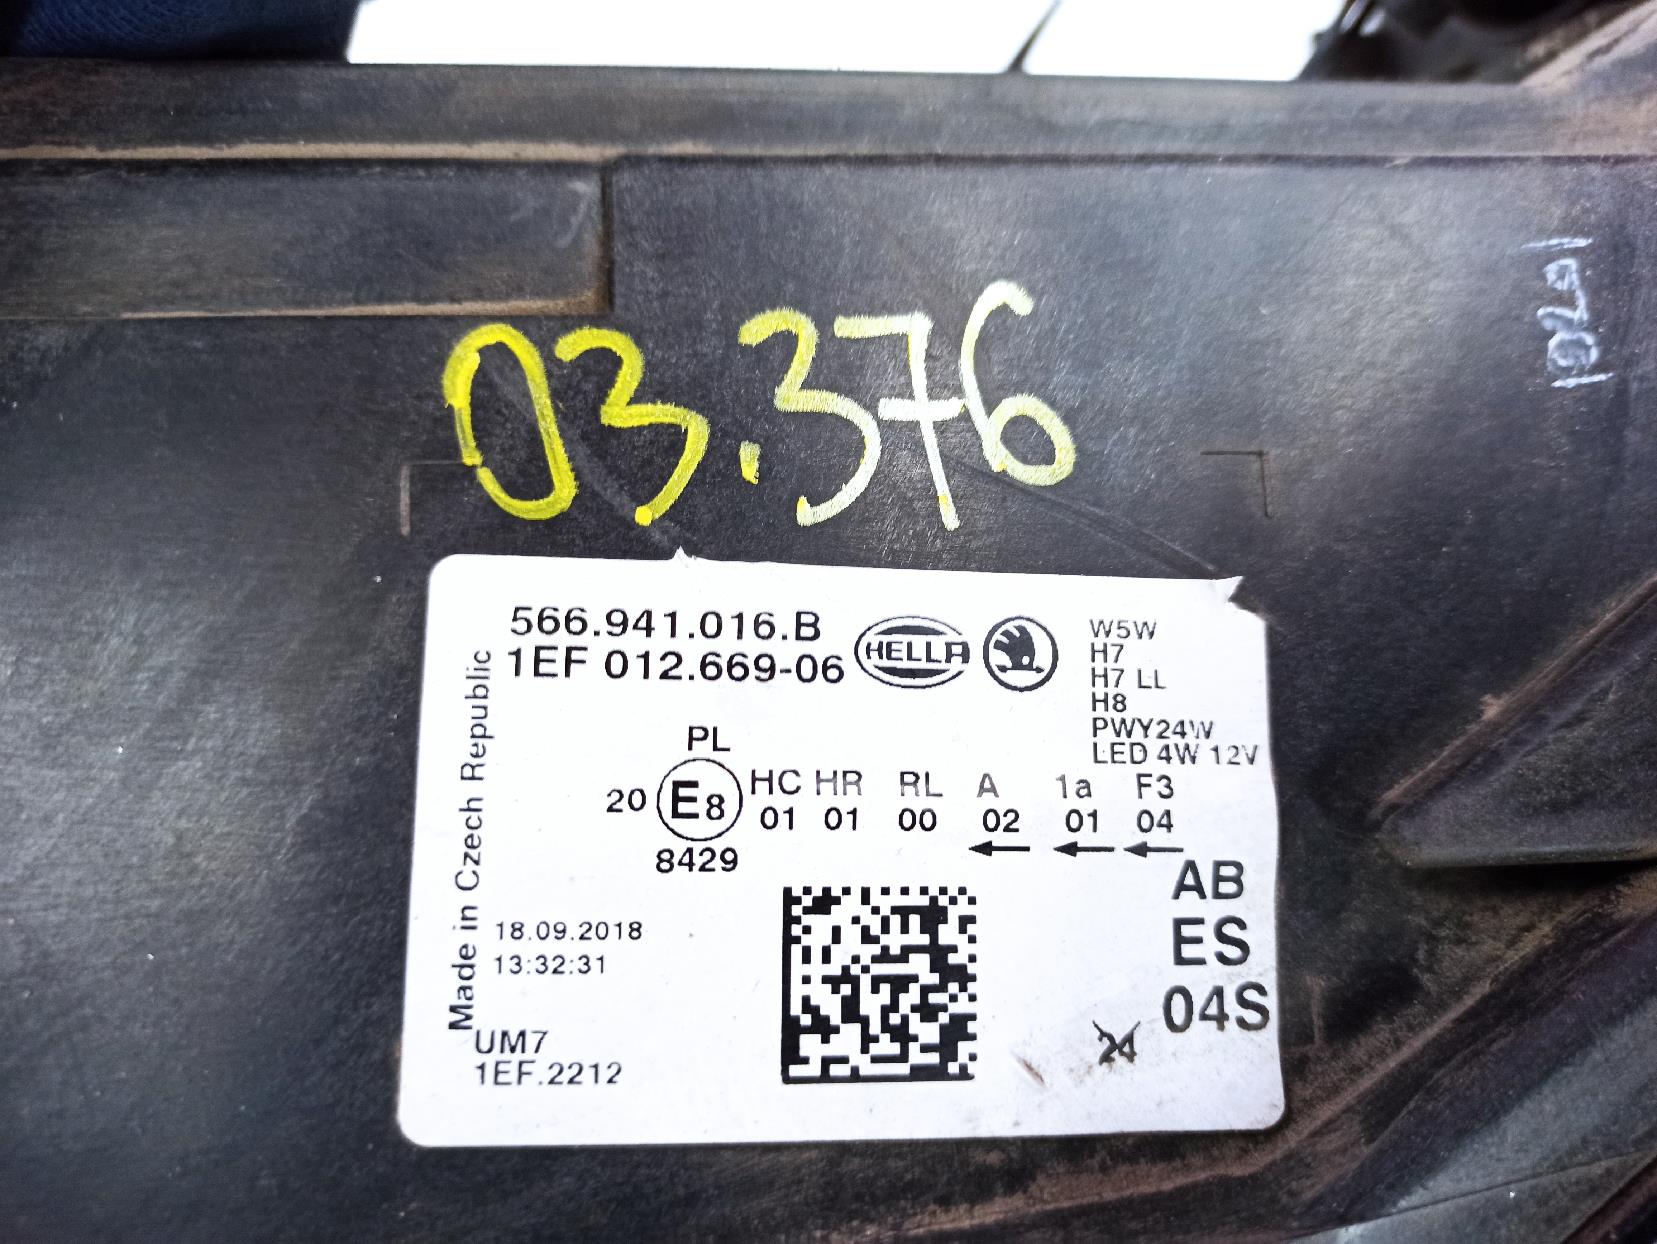 03.376
566.941.016.B
1EF 012.669-06
HELLA
W5W
H7
H7 LL
H8
PWY24W
LED 4W 12V
PL
20 E8 HC HR RL A 1a F3
01 01 00 02 01 04
8429
AB
ES
04S
Made in Czech Republic
18.09.2018
13:32:31
UM7
1EF.2212
24